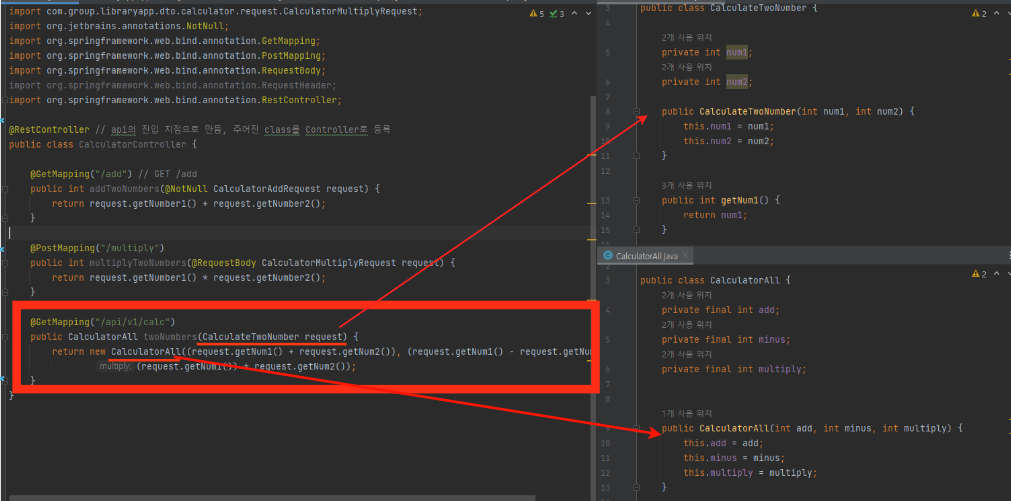 import com.group.libraryapp.dto.calculator.request.CalculatorMultiplyRequest;
import org.jetbrains.annotations.NotNull;
import org.springframework.web.bind.annotation.GetMapping;
import org.springframework.web.bind.annotation.PostMapping;
import org.springframework.web.bind.annotation.RequestBody;
import org.springframework.web.bind.annotation.RequestHeader;
import org.springframework.web.bind.annotation.RestController;
5 3
@RestController // api의 진입 지점으로 만듬, 주어진 class를 Controller로 등록
public class CalculatorController {
@GetMapping("/add") // GET /add
public int addTwoNumbers(@NotNull CalculatorAddRequest request) {
return request.getNumber1() + request.getNumber2();
}
@PostMapping("/multiply")
public int multiplyTwoNumbers(@RequestBody CalculatorMultiplyRequest request) {
return request.getNumber1() * request.getNumber2();
}
@GetMapping("/api/v1/calc")
public CalculatorAll twoNumbers(CalculateTwoNumber request) {
return new CalculatorAll((request.getNum1() + request.getNum2()), (request.getNum1() - request.getNu
multiply: (request.getNum1()) * request.getNum2());
}
}
3 public class CalculateTwoNumber {
2
4
2개 사용 위치
5 private int num1;
2개 사용 위치
6 private int num2;
7
8 public CalculateTwoNumber(int num1, int num2) {
9 this.num1 = num1;
10 this.num2 = num2;
11 }
12
3개 사용 위치
13 public int getNum1() {
14 return num1;
15 }
CalculatorAll.java
2
3 public class CalculatorAll {
2
2개 사용 위치
4 private final int add;
2개 사용 위치
5 private final int minus;
2개 사용 위치
6 private final int multiply;
7
8
1개 사용 위치
9 public CalculatorAll(int add, int minus, int multiply) {
10 this.add = add;
11 this.minus = minus;
12 this.multiply = multiply;
13 }